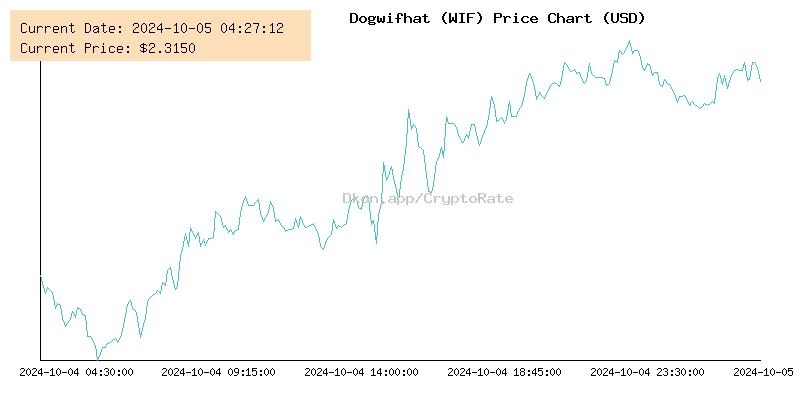 Dogwifhat (WIF) Price Chart (USD)
Current Date: 2024-10-05 04:27:12
Current Price: $2.3150
Dkon.app/CryptoRate
2024-10-04 04:30:00 2024-10-04 09:15:00 2024-10-04 14:00:00 2024-10-04 18:45:00 2024-10-04 23:30:00 2024-10-05